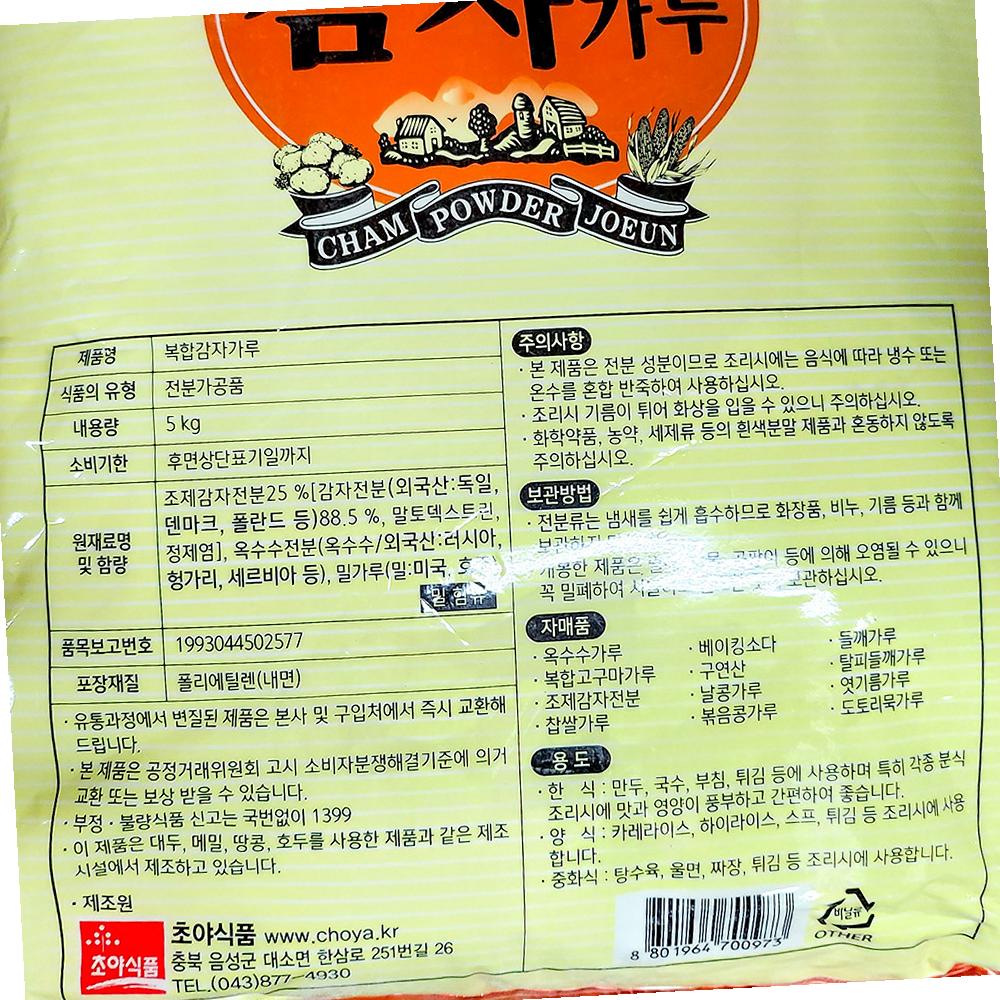 감자가루
CHAM POWDER JOEUN
제품명 복합감자가루
식품의 유형 전분가공품
내용량 5 kg
소비기한 후면상단표기일까지
원재료명 및 함량
조제감자전분25 %[감자전분(외국산:독일,
덴마크, 폴란드 등)88.5 %, 말토덱스트린,
정제염], 옥수수전분(옥수수/외국산:러시아,
헝가리, 세르비아 등), 밀가루(밀:미국,
밀 함유
품목보고번호 1993044502577
포장재질 폴리에틸렌(내면)
· 유통과정에서 변질된 제품은 본사 및 구입처에서 즉시 교환해
드립니다.
· 본 제품은 공정거래위원회 고시 소비자분쟁해결기준에 의거
교환 또는 보상 받을 수 있습니다.
· 부정 · 불량식품 신고는 국번없이 1399
· 이 제품은 대두, 메밀, 땅콩, 호두를 사용한 제품과 같은 제조
시설에서 제조하고 있습니다.
· 제조원
초야식품
초야식품 www.choya.kr
충북 음성군 대소면 한삼로 251번길 26
TEL.(043)877-4930
주의사항
· 본 제품은 전분 성분이므로 조리시에는 음식에 따라 냉수 또는
온수를 혼합 반죽하여 사용하십시오.
· 조리시 기름이 튀어 화상을 입을 수 있으니 주의하십시오.
· 화학약품, 농약, 세제류 등의 흰색분말 제품과 혼동하지 않도록
주의하십시오.
보관방법
· 전분류는 냄새를 쉽게 흡수하므로 화장품, 비누, 기름 등과 함께
보관하지
개봉한 제품은 곰팡이 등에 의해 오염될 수 있으니
꼭 밀폐하여 보관하십시오.
자매품
· 옥수수가루 · 베이킹소다 · 들깨가루
· 복합고구마가루 · 구연산 · 탈피들깨가루
· 조제감자전분 · 날콩가루 · 엿기름가루
· 찹쌀가루 · 볶음콩가루 · 도토리묵가루
용 도
· 한 식 : 만두, 국수, 부침, 튀김 등에 사용하며 특히 각종 분식
조리시에 맛과 영양이 풍부하고 간편하여 좋습니다.
· 양 식 : 카레라이스, 하이라이스, 스프, 튀김 등 조리시에 사용
합니다.
· 중화식 : 탕수육, 울면, 짜장, 튀김 등 조리시에 사용합니다.
8 801964 700973
비닐류
OTHER